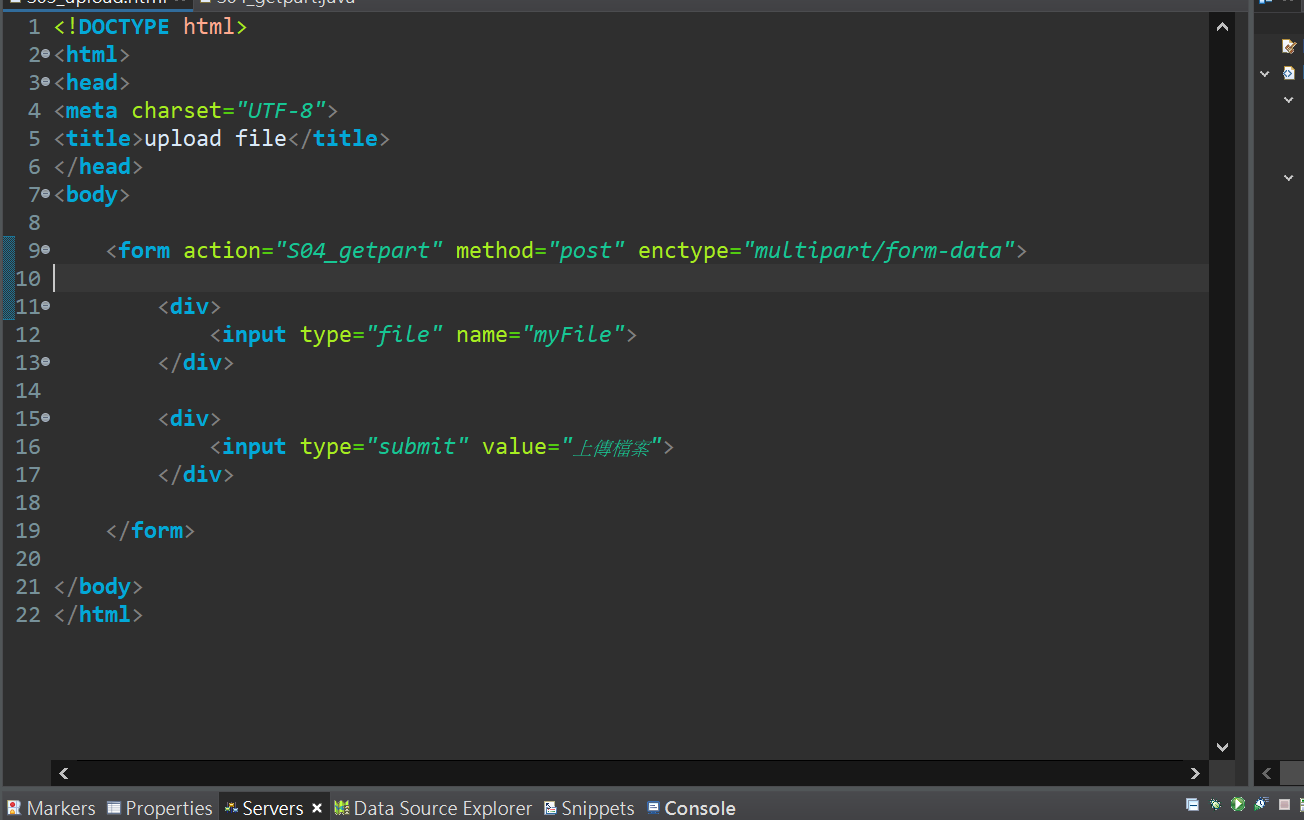 S03_upload.html S04_getpart.java
1 <!DOCTYPE html>
2 <html>
3 <head>
4 <meta charset="UTF-8">
5 <title>upload file</title>
6 </head>
7 <body>
8
9 <form action="S04_getpart" method="post" enctype="multipart/form-data">
10
11 <div>
12 <input type="file" name="myFile">
13 </div>
14
15 <div>
16 <input type="submit" value="上傳檔案">
17 </div>
18
19 </form>
20
21 </body>
22 </html>
Markers Properties Servers Data Source Explorer Snippets Console